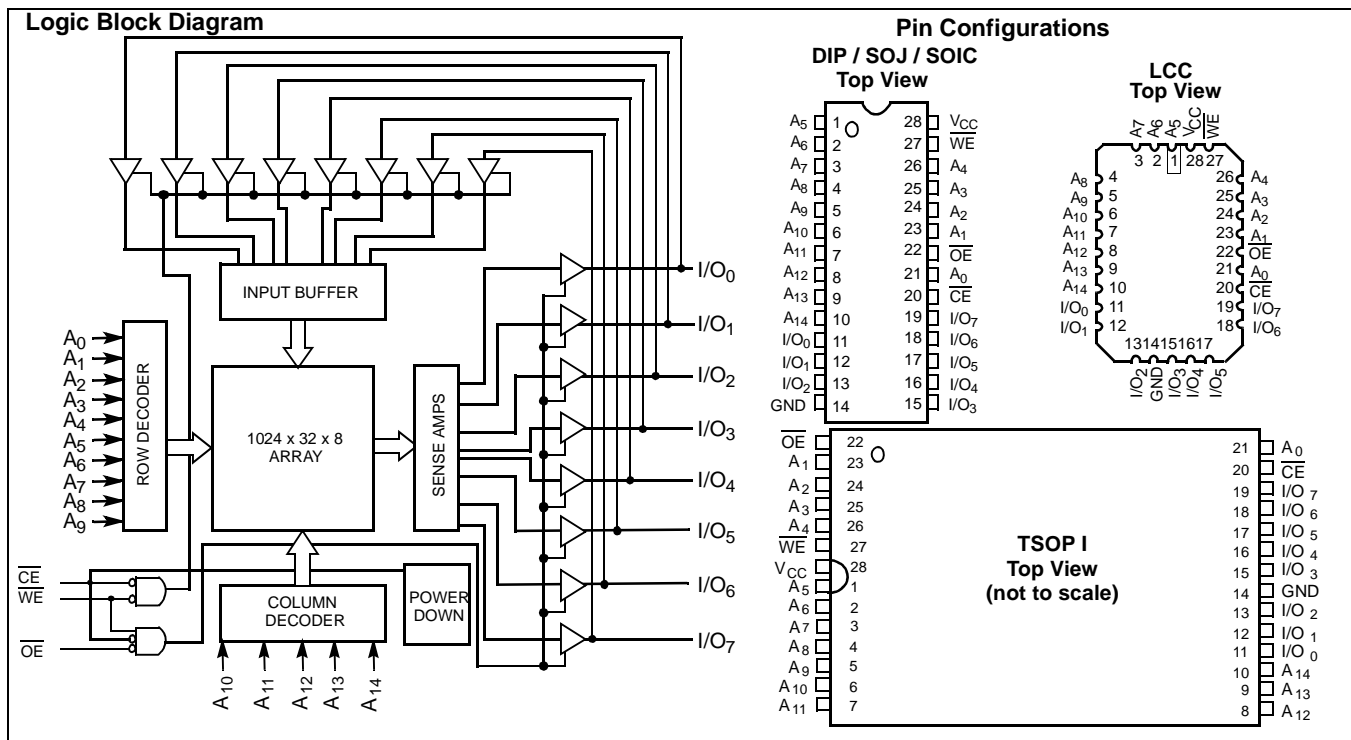 Logic Block Diagram
INPUT BUFFER
A0
A1
A2
A3
A4
A5
A6
A7
A8
A9
ROW DECODER
1024 x 32 x 8
ARRAY
SENSE AMPS
I/O0
I/O1
I/O2
I/O3
I/O4
I/O5
I/O6
I/O7
CE
WE
OE
COLUMN
DECODER
POWER
DOWN
A10
A11
A12
A13
A14
Pin Configurations
DIP / SOJ / SOIC
Top View
A5 1 28 VCC
A6 2 27 WE
A7 3 26 A4
A8 4 25 A3
A9 5 24 A2
A10 6 23 A1
A11 7 22 OE
A12 8 21 A0
A13 9 20 CE
A14 10 19 I/O7
I/O0 11 18 I/O6
I/O1 12 17 I/O5
I/O2 13 16 I/O4
GND 14 15 I/O3
LCC
Top View
A7 A6 A5 VCC WE
3 2 1 28 27
A8 4 26 A4
A9 5 25 A3
A10 6 24 A2
A11 7 23 A1
A12 8 22 OE
A13 9 21 A0
A14 10 20 CE
I/O0 11 19 I/O7
I/O1 12 18 I/O6
13 14 15 16 17
I/O2 GND I/O3 I/O4 I/O5
OE 22 21 A0
A1 23 20 CE
A2 24 19 I/O7
A3 25 18 I/O6
A4 26 17 I/O5
WE 27 16 I/O4
VCC 28 15 I/O3
A5 1 14 GND
A6 2 13 I/O2
A7 3 12 I/O1
A8 4 11 I/O0
A9 5 10 A14
A10 6 9 A13
A11 7 8 A12
TSOP I
Top View
(not to scale)